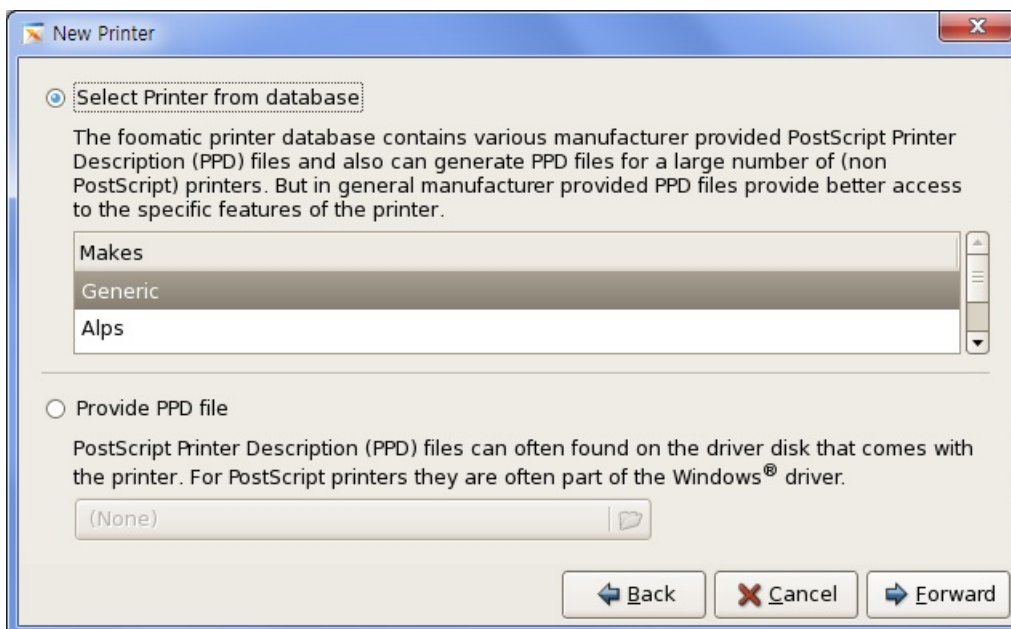 New Printer
Select Printer from database
The foomatic printer database contains various manufacturer provided PostScript Printer
Description (PPD) files and also can generate PPD files for a large number of (non
PostScript) printers. But in general manufacturer provided PPD files provide better access
to the specific features of the printer.
Makes
Generic
Alps
Provide PPD file
PostScript Printer Description (PPD) files can often found on the driver disk that comes with
the printer. For PostScript printers they are often part of the Windows® driver.
(None)
Back Cancel Forward